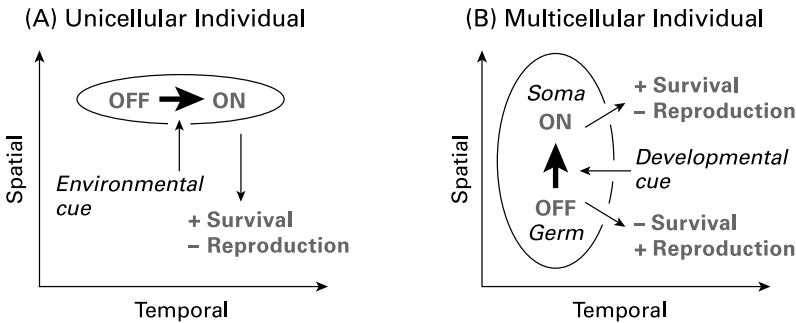 (A) Unicellular Individual
Spatial
OFF ON
Environmental
cue
+ Survival
– Reproduction
Temporal
(B) Multicellular Individual
Spatial
Soma
ON
+ Survival
– Reproduction
Developmental
cue
OFF
Germ
– Survival
+ Reproduction
Temporal